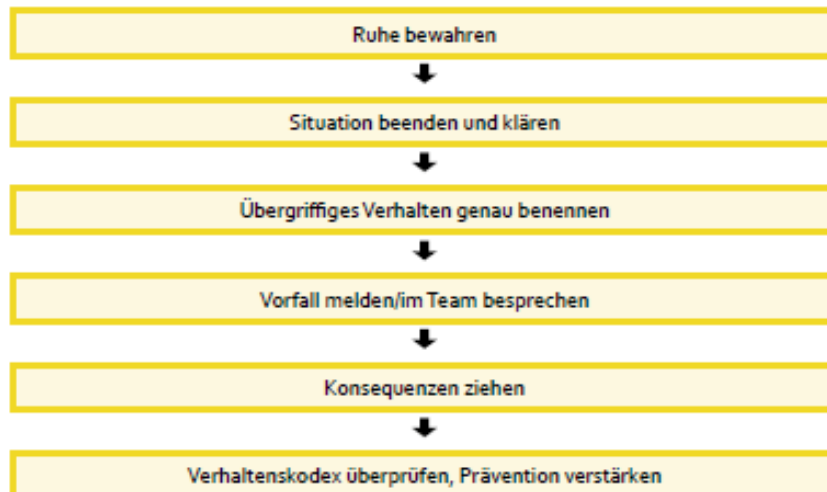 Ruhe bewahren
Situation beenden und klären
Übergriffiges Verhalten genau benennen
Vorfall melden/im Team besprechen
Konsequenzen ziehen
Verhaltenskodex überprüfen, Prävention verstärken